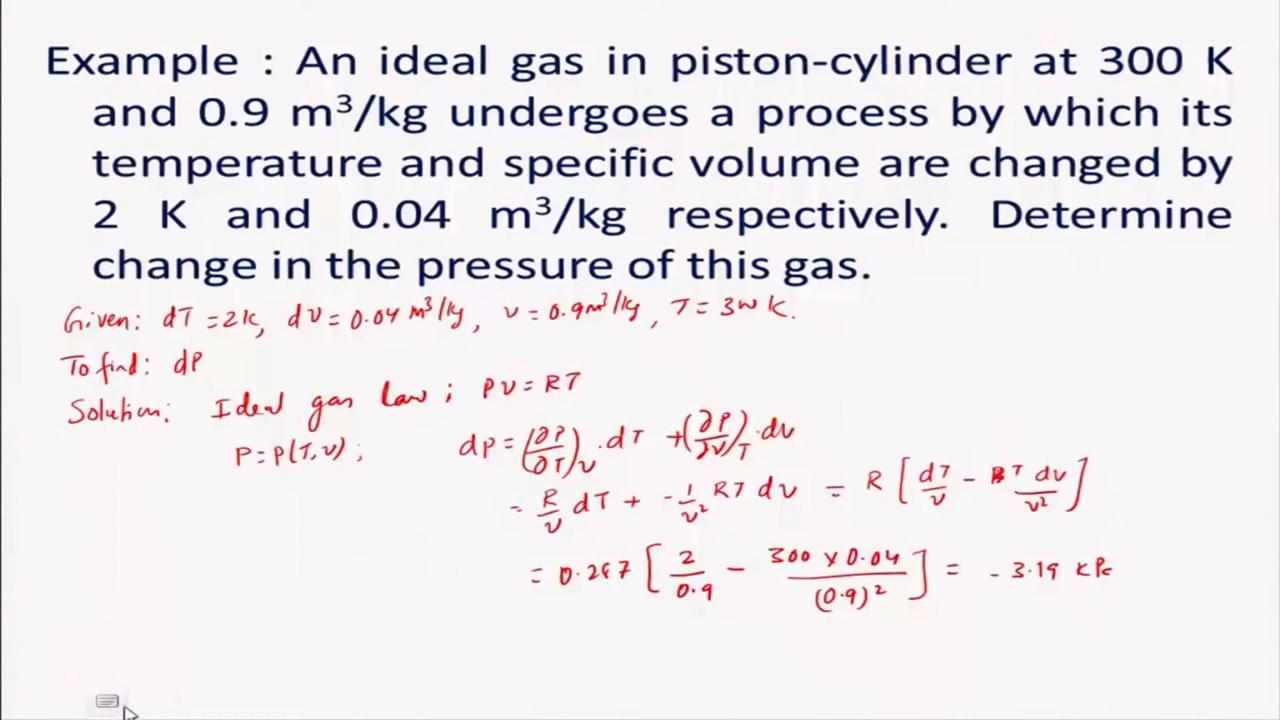 Example : An ideal gas in piston-cylinder at 300 K
and 0.9 m³/kg undergoes a process by which its
temperature and specific volume are changed by
2 K and 0.04 m³/kg respectively. Determine
change in the pressure of this gas.
Given: dT = 2K, dv = 0.04 m³/kg, v = 0.9 m³/kg, T = 300 K.
To find: dP
Solution: Ideal gas law ; Pv = RT
P = P(T, v) ; dP = (∂P/∂T)_v . dT + (∂P/∂v)_T . dv
= R/v dT + - 1/v² RT dv = R [ dT/v - T dv/v² ]
= 0.287 [ 2/0.9 - 300 x 0.04/(0.9)² ] = - 3.19 kPa